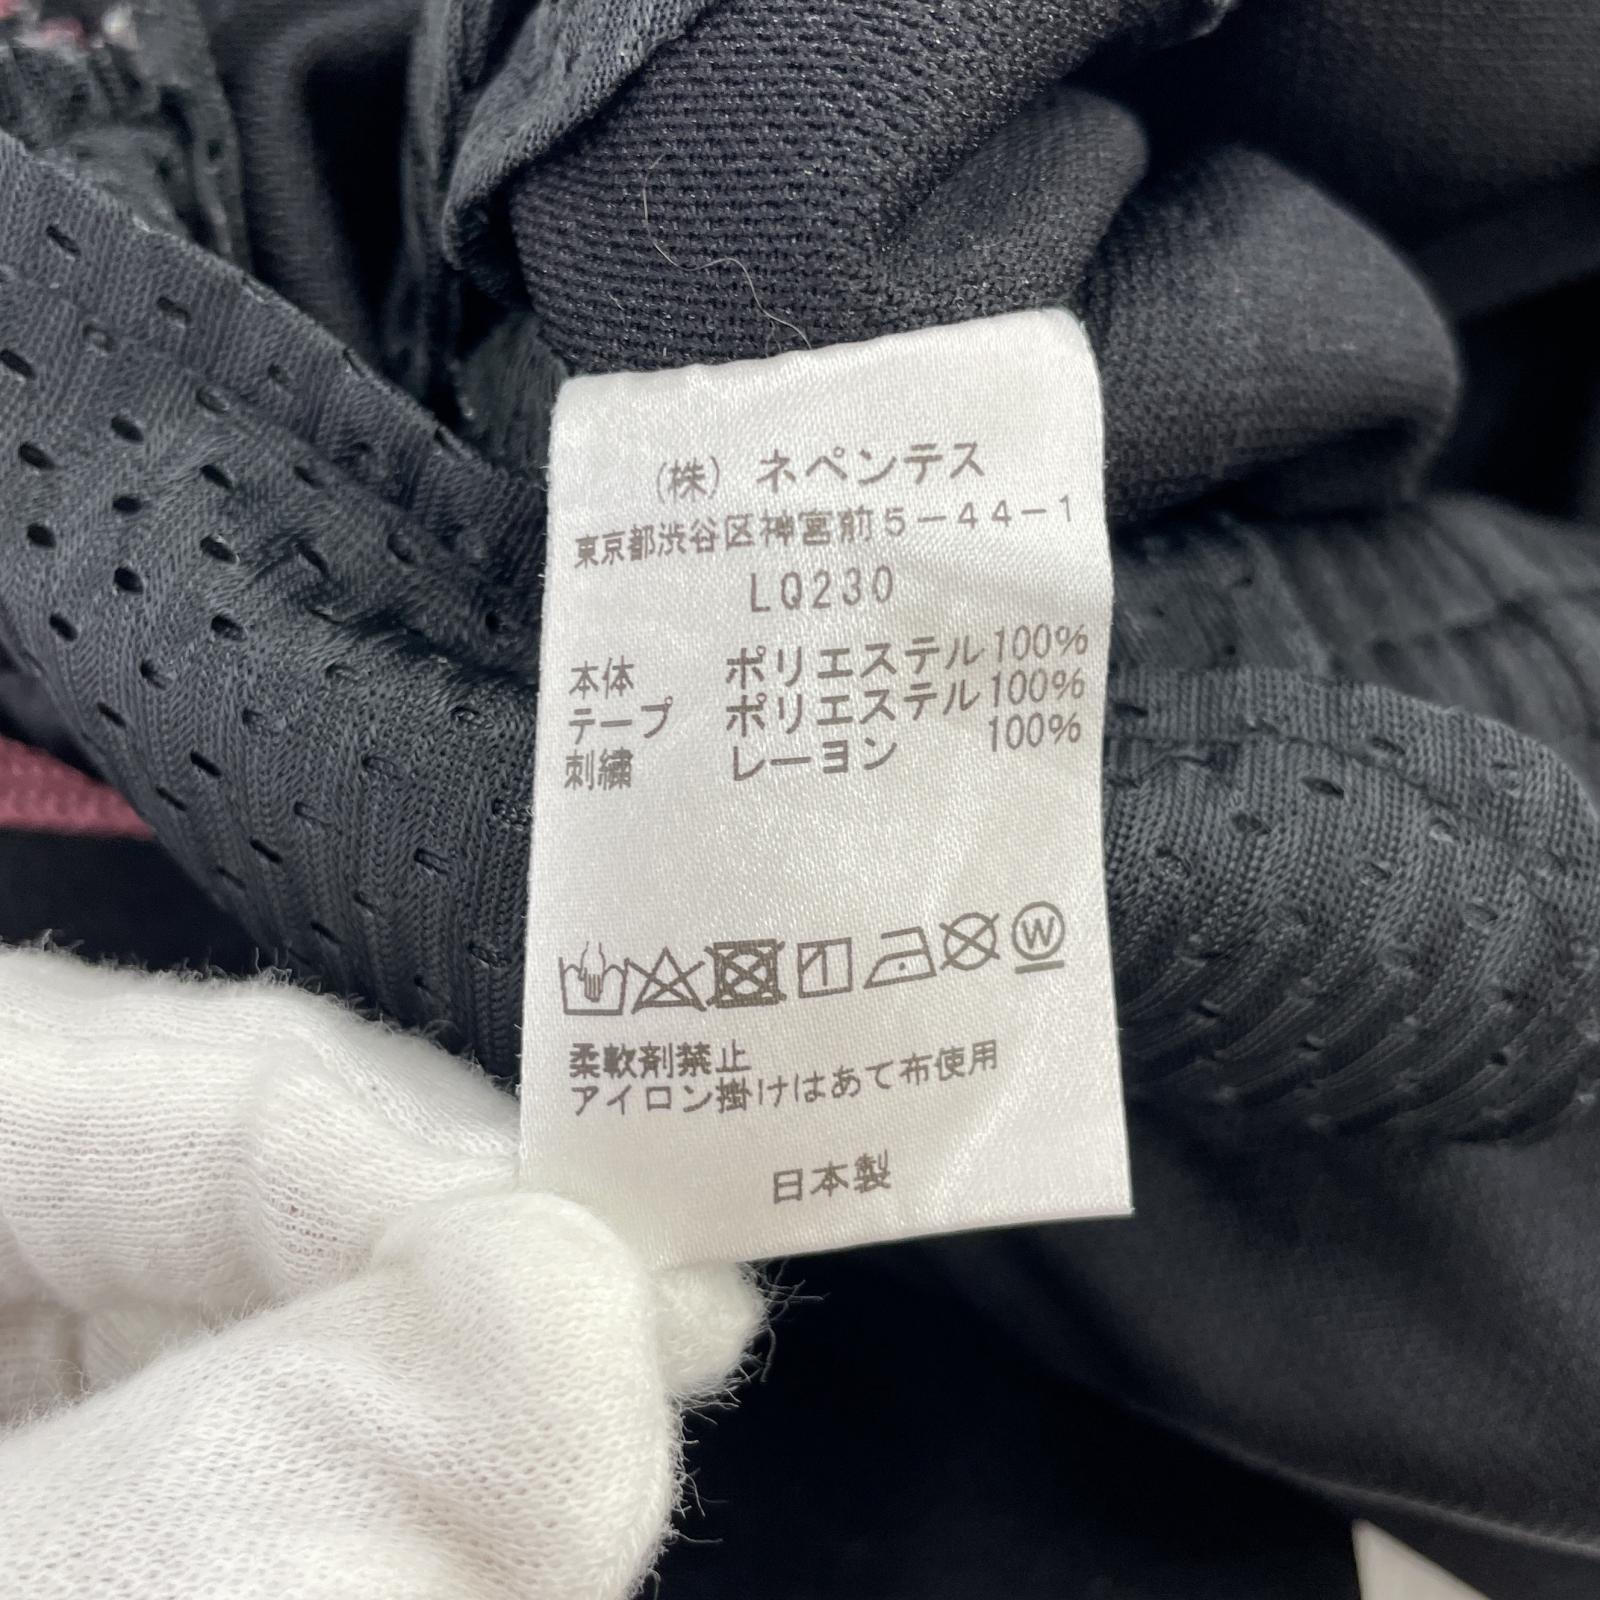 (株) ネペンテス
東京都渋谷区神宮前5-44-1
LQ230
本体 ポリエステル100%
テープ ポリエステル100%
刺繍 レーヨン 100%
W
柔軟剤禁止
アイロン掛けはあて布使用
日本製